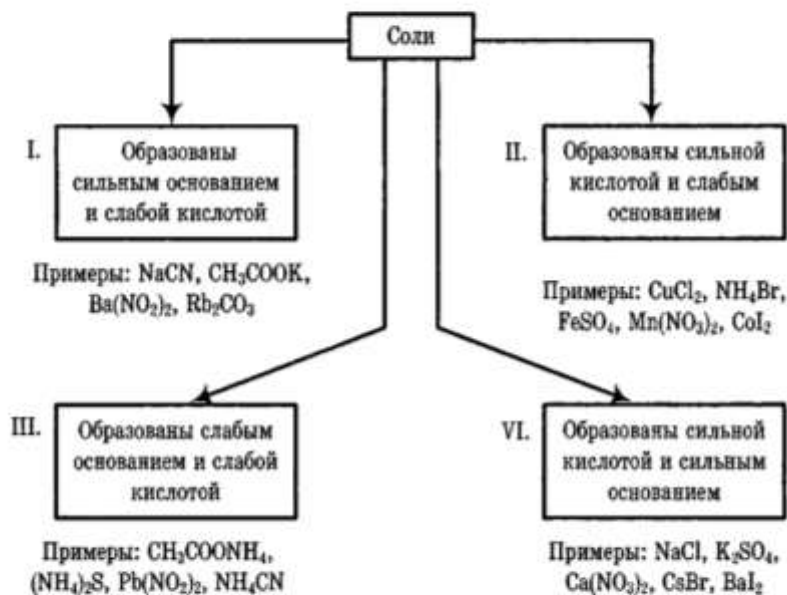 Соли
I.
Образованы
сильным основанием
и слабой кислотой
Примеры: NaCN, CH₃COOK,
Ba(NO₂)₂, Rb₂CO₃
II.
Образованы сильной
кислотой и слабым
основанием
Примеры: CuCl₂, NH₄Br,
FeSO₄, Mn(NO₃)₂, CoI₂
III.
Образованы слабым
основанием и слабой
кислотой
Примеры: CH₃COONH₄,
(NH₄)₂S, Pb(NO₂)₂, NH₄CN
VI.
Образованы сильной
кислотой и сильным
основанием
Примеры: NaCl, K₂SO₄,
Ca(NO₃)₂, CsBr, BaI₂